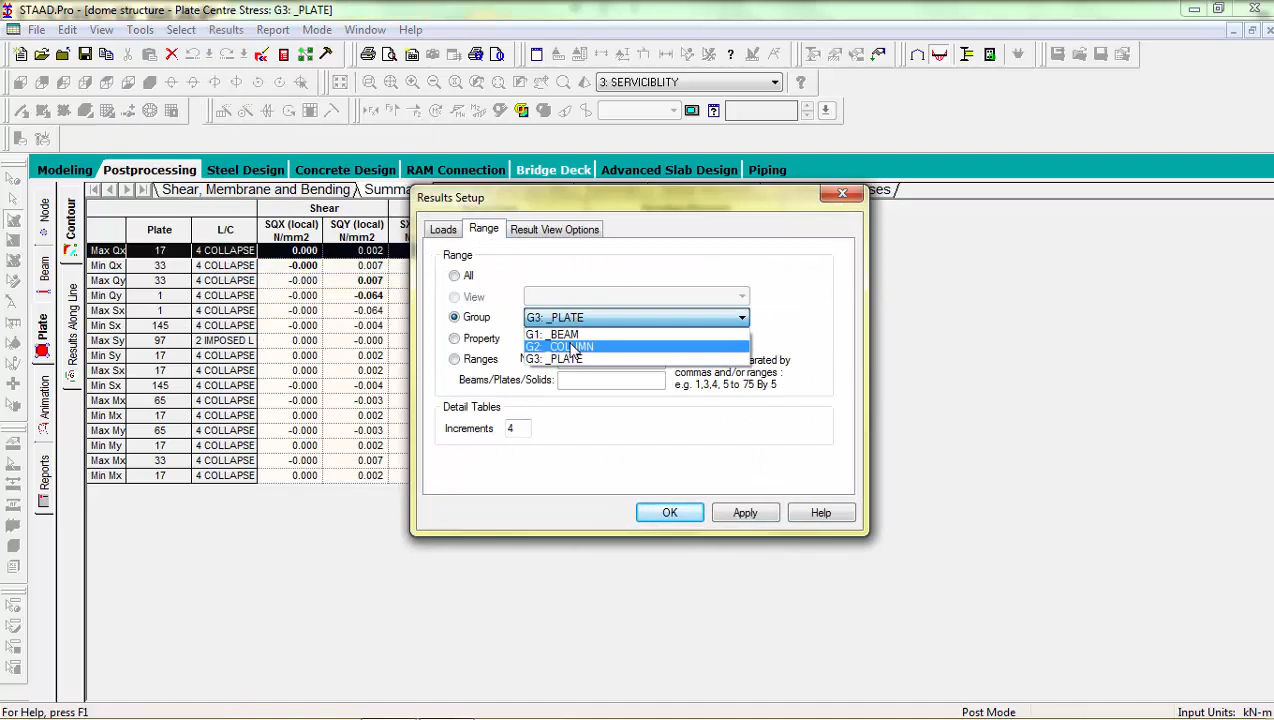 STAAD.Pro - [dome structure - Plate Centre Stress: G3: _PLATE]
File Edit View Tools Select Results Report Mode Window Help
3: SERVICIBLITY
Modeling Postprocessing Steel Design Concrete Design RAM Connection Bridge Deck Advanced Slab Design Piping
Shear, Membrane and Bending Summa
Shear
Plate L/C SQX (local) N/mm2 SQY (local) N/mm2
Max Qx 17 4 COLLAPSE 0.000 0.002
Min Qx 33 4 COLLAPSE -0.000 0.007
Max Qy 33 4 COLLAPSE -0.000 0.007
Min Qy 1 4 COLLAPSE -0.000 -0.064
Max Sx 1 4 COLLAPSE -0.000 -0.064
Min Sx 145 4 COLLAPSE -0.000 -0.004
Max Sy 97 2 IMPOSED L -0.000 -0.000
Min Sy 1 4 COLLAPSE -0.000 -0.064
Min Sx 145 4 COLLAPSE -0.000 -0.004
Max Mx 65 4 COLLAPSE -0.000 -0.003
Min Mx 17 4 COLLAPSE 0.000 0.002
Max My 65 4 COLLAPSE -0.000 -0.003
Min My 17 4 COLLAPSE 0.000 0.002
Max Mx 33 4 COLLAPSE -0.000 0.007
Min Mx 17 4 COLLAPSE 0.000 0.002
Node
Beam
Plate
Animation
Reports
Contour
Results Along Line
Results Setup
Loads Range Result View Options
Range
All
View
Group G3: _PLATE
G1: _BEAM
G2: _COLUMN
G3: _PLATE
Property
Ranges
Beams/Plates/Solids:
commas and/or ranges :
e.g. 1,3,4, 5 to 75 By 5
Detail Tables
Increments 4
OK Apply Help
For Help, press F1
Post Mode
Input Units: kN-m